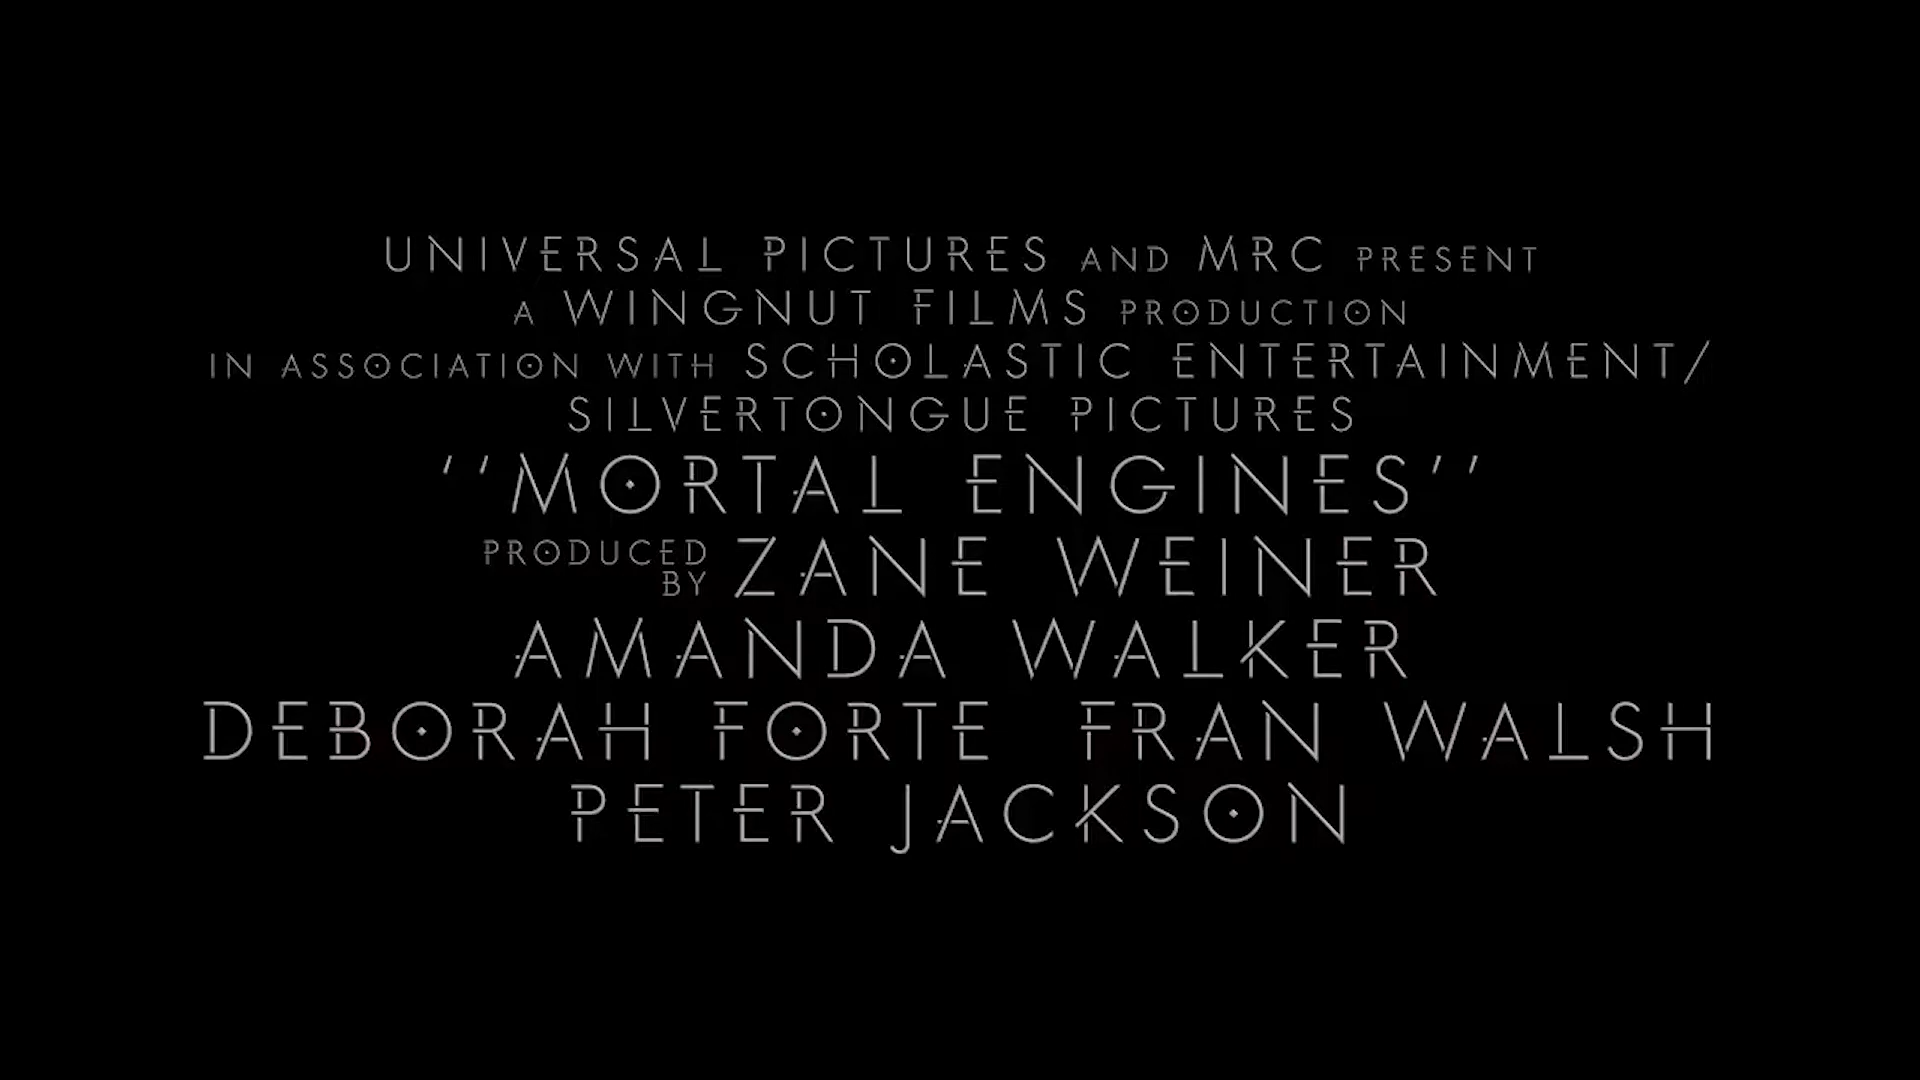 UNIVERSAL PICTURES AND MRC PRESENT
A WINGNUT FILMS PRODUCTION
IN ASSOCIATION WITH SCHOLASTIC ENTERTAINMENT/
SILVERTONGUE PICTURES
''MORTAL ENGINES''
PRODUCED BY ZANE WEINER
AMANDA WALKER
DEBORAH FORTE FRAN WALSH
PETER JACKSON